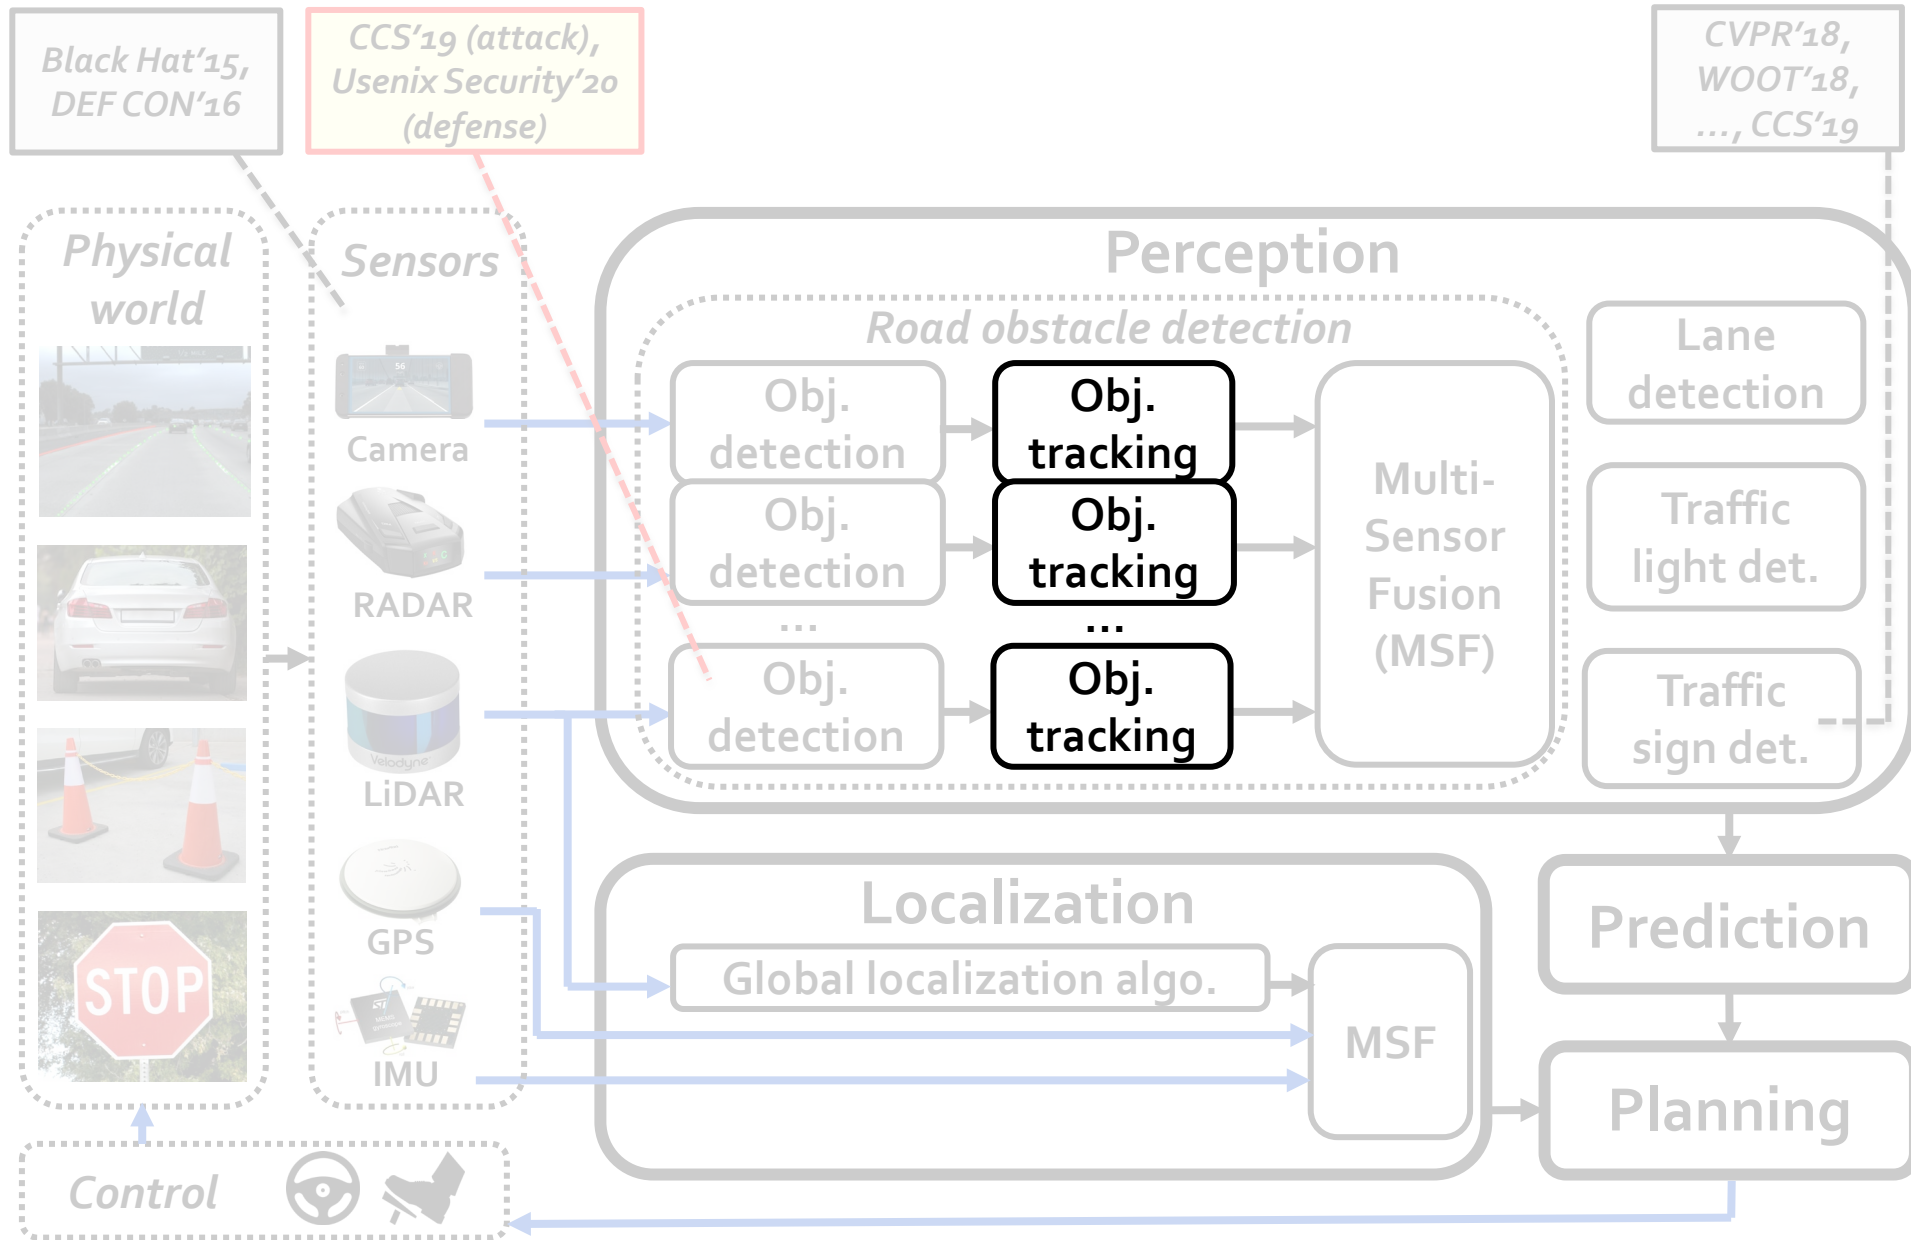 Black Hat’15,
DEF CON’16
CCS’19 (attack),
Usenix Security’20
(defense)
CVPR’18,
WOOT’18,
..., CCS’19
Physical
world
STOP
Sensors
56
Camera
RADAR
Velodyne
LiDAR
GPS
IMU
Perception
Road obstacle detection
Obj.
detection
Obj.
tracking
Obj.
detection
Obj.
tracking
...
...
Obj.
detection
Obj.
tracking
Multi-
Sensor
Fusion
(MSF)
Lane
detection
Traffic
light det.
Traffic
sign det.
Localization
Global localization algo.
MSF
Prediction
Planning
Control